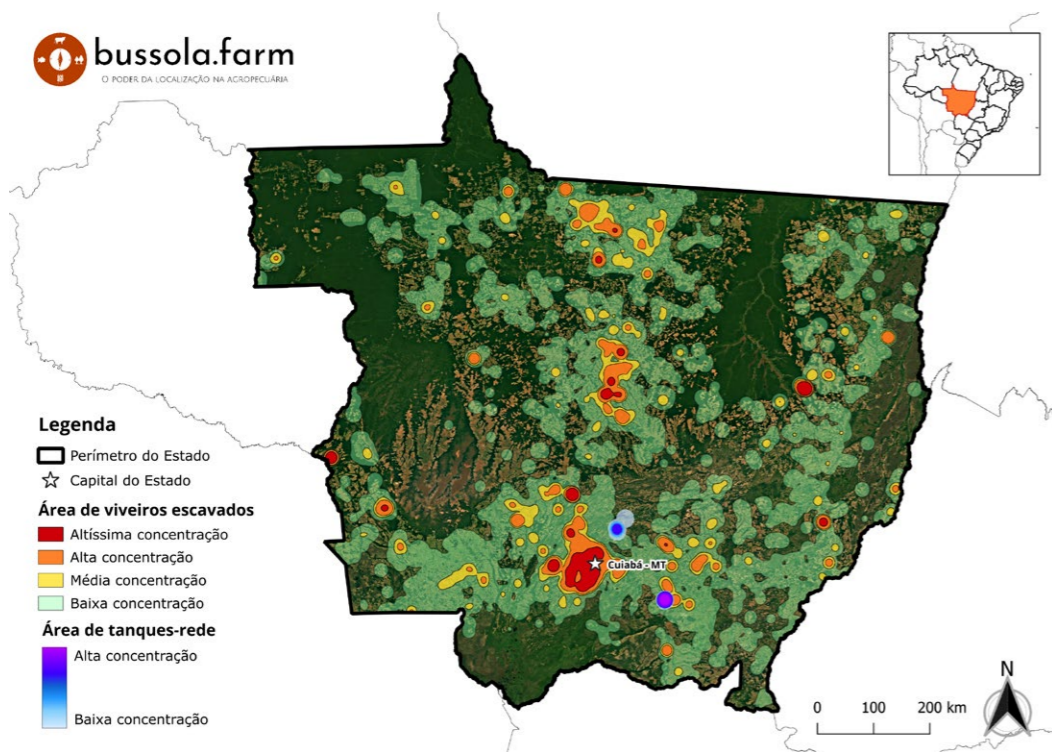 bussola.farm
O PODER DA LOCALIZAÇÃO NA AGROPECUÁRIA
Cuiabá - MT
Legenda
Perímetro do Estado
Capital do Estado
Área de viveiros escavados
Altíssima concentração
Alta concentração
Média concentração
Baixa concentração
Área de tanques-rede
Alta concentração
Baixa concentração
N
0 100 200 km